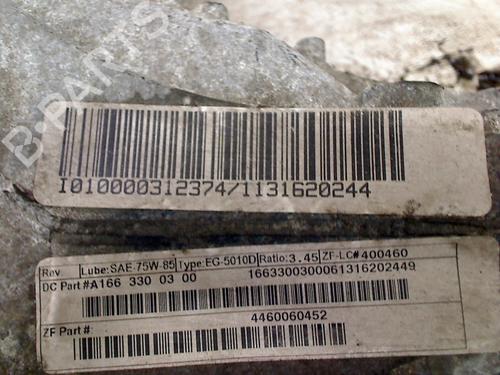 B-PARTS
I010000312374/1131620244
Rev. Lube:SAE-75W-85 Type:EG-5010D Ratio:3.45 ZF-LC#400460
DC Part #A166 330 03 00 1663300300061316202449
ZF Part #: 4460060452